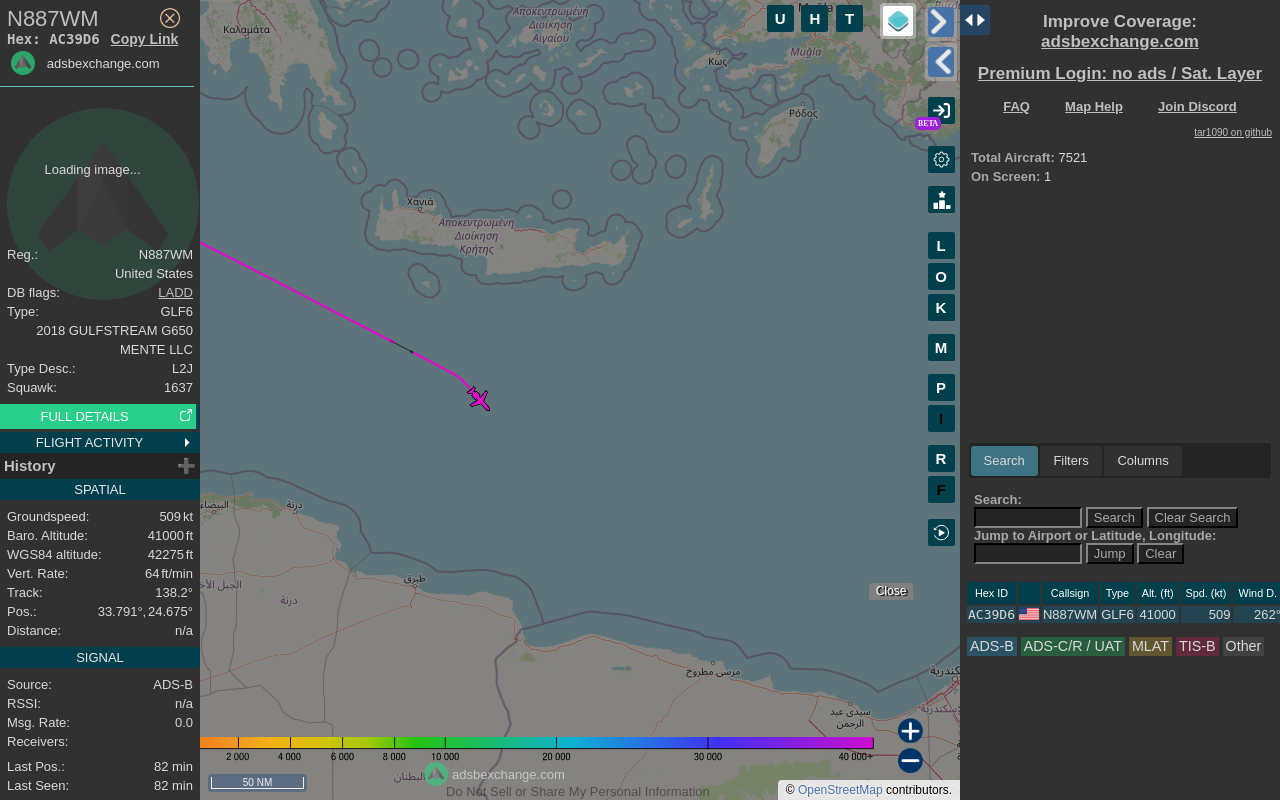 N887WM
Hex: AC39D6 Copy Link
adsbexchange.com
Loading image...
Reg.: N887WM
United States
DB flags: LADD
Type: GLF6
2018 GULFSTREAM G650
MENTE LLC
Type Desc.: L2J
Squawk: 1637
FULL DETAILS
FLIGHT ACTIVITY
History
SPATIAL
Groundspeed: 509 kt
Baro. Altitude: 41000 ft
WGS84 altitude: 42275 ft
Vert. Rate: 64 ft/min
Track: 138.2°
Pos.: 33.791°, 24.675°
Distance: n/a
SIGNAL
Source: ADS-B
RSSI: n/a
Msg. Rate: 0.0
Receivers:
Last Pos.: 82 min
Last Seen: 82 min
Καλαμάτα
Αποκεντρωμένη
Διοίκηση
Αιγαίου
Muğla
Muğla
Κως
Ρόδος
Χανιά
Αποκεντρωμένη
Διοίκηση
Κρήτης
البيضاء
درنة
الجبل الأخ
درنة
طبرق
مرسى مطروح
سيدي عبد
الرحمن
الإسكندرية
البطنان
U H T
BETA
L
O
K
M
P
I
R
F
Close
2 000 4 000 6 000 8 000 10 000 20 000 30 000 40 000+
50 NM
adsbexchange.com
Do Not Sell or Share My Personal Information
© OpenStreetMap contributors.
Improve Coverage:
adsbexchange.com
Premium Login: no ads / Sat. Layer
FAQ Map Help Join Discord
tar1090 on github
Total Aircraft: 7521
On Screen: 1
Search Filters Columns
Search:
Search Clear Search
Jump to Airport or Latitude, Longitude:
Jump Clear
Hex ID Callsign Type Alt. (ft) Spd. (kt) Wind D.
AC39D6 N887WM GLF6 41000 509 262°
ADS-B ADS-C/R / UAT MLAT TIS-B Other